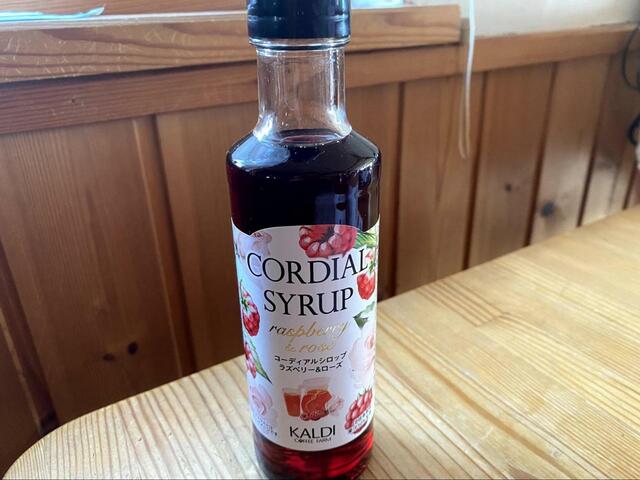 CORDIAL
SYRUP
raspberry
& rose
コーディアルシロップ
ラズベリー&ローズ
KALDI
COFFEE FARM